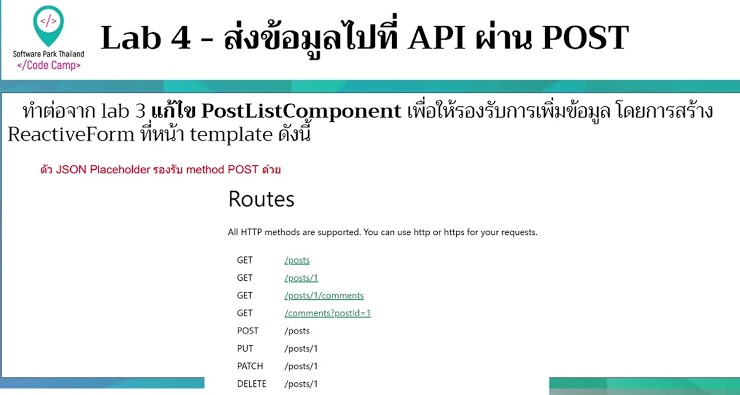 </>
Software Park Thailand
</Code Camp>
Lab 4 - ส่งข้อมูลไปที่ API ผ่าน POST
ทำต่อจาก lab 3 แก้ไข PostListComponent เพื่อให้รองรับการเพิ่มข้อมูล โดยการสร้าง
ReactiveForm ที่หน้า template ดังนี้
ตัว JSON Placeholder รองรับ method POST ด้วย
Routes
All HTTP methods are supported. You can use http or https for your requests.
GET /posts
GET /posts/1
GET /posts/1/comments
GET /comments?postId=1
POST /posts
PUT /posts/1
PATCH /posts/1
DELETE /posts/1